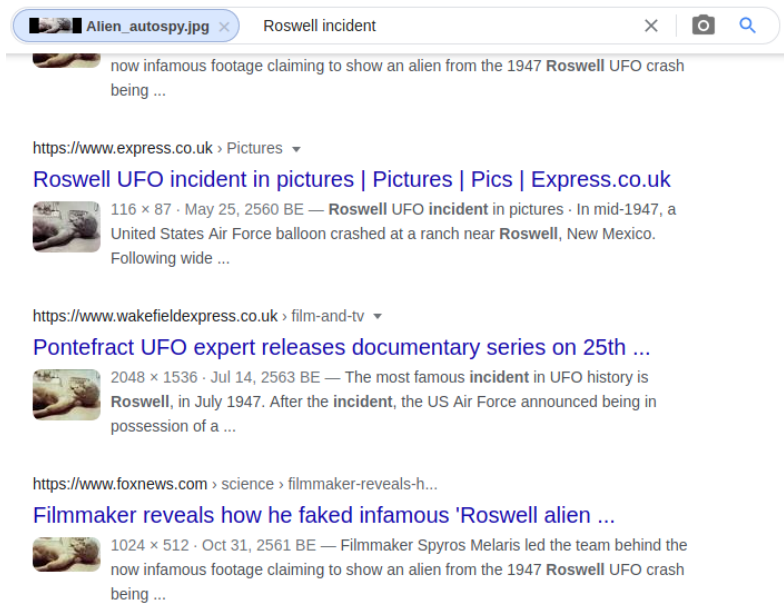 Alien_autospy.jpg × Roswell incident
now infamous footage claiming to show an alien from the 1947 Roswell UFO crash
being ...
https://www.express.co.uk › Pictures
Roswell UFO incident in pictures | Pictures | Pics | Express.co.uk
116 × 87 · May 25, 2560 BE — Roswell UFO incident in pictures · In mid-1947, a
United States Air Force balloon crashed at a ranch near Roswell, New Mexico.
Following wide ...
https://www.wakefieldexpress.co.uk › film-and-tv
Pontefract UFO expert releases documentary series on 25th ...
2048 × 1536 · Jul 14, 2563 BE — The most famous incident in UFO history is
Roswell, in July 1947. After the incident, the US Air Force announced being in
possession of a ...
https://www.foxnews.com › science › filmmaker-reveals-h...
Filmmaker reveals how he faked infamous 'Roswell alien ...
1024 × 512 · Oct 31, 2561 BE — Filmmaker Spyros Melaris led the team behind the
now infamous footage claiming to show an alien from the 1947 Roswell UFO crash
being ...